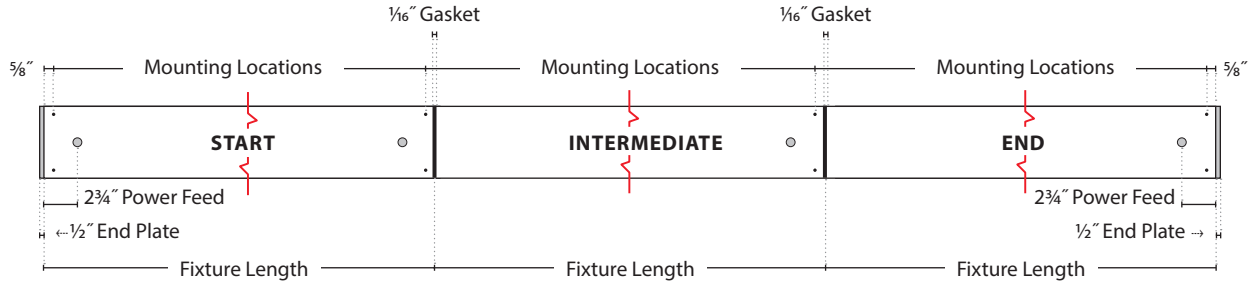 1/16″ Gasket 1/16″ Gasket
5/8″ Mounting Locations Mounting Locations Mounting Locations 5/8″
START INTERMEDIATE END
2¾″ Power Feed 2¾″ Power Feed
½″ End Plate ½″ End Plate
Fixture Length Fixture Length Fixture Length